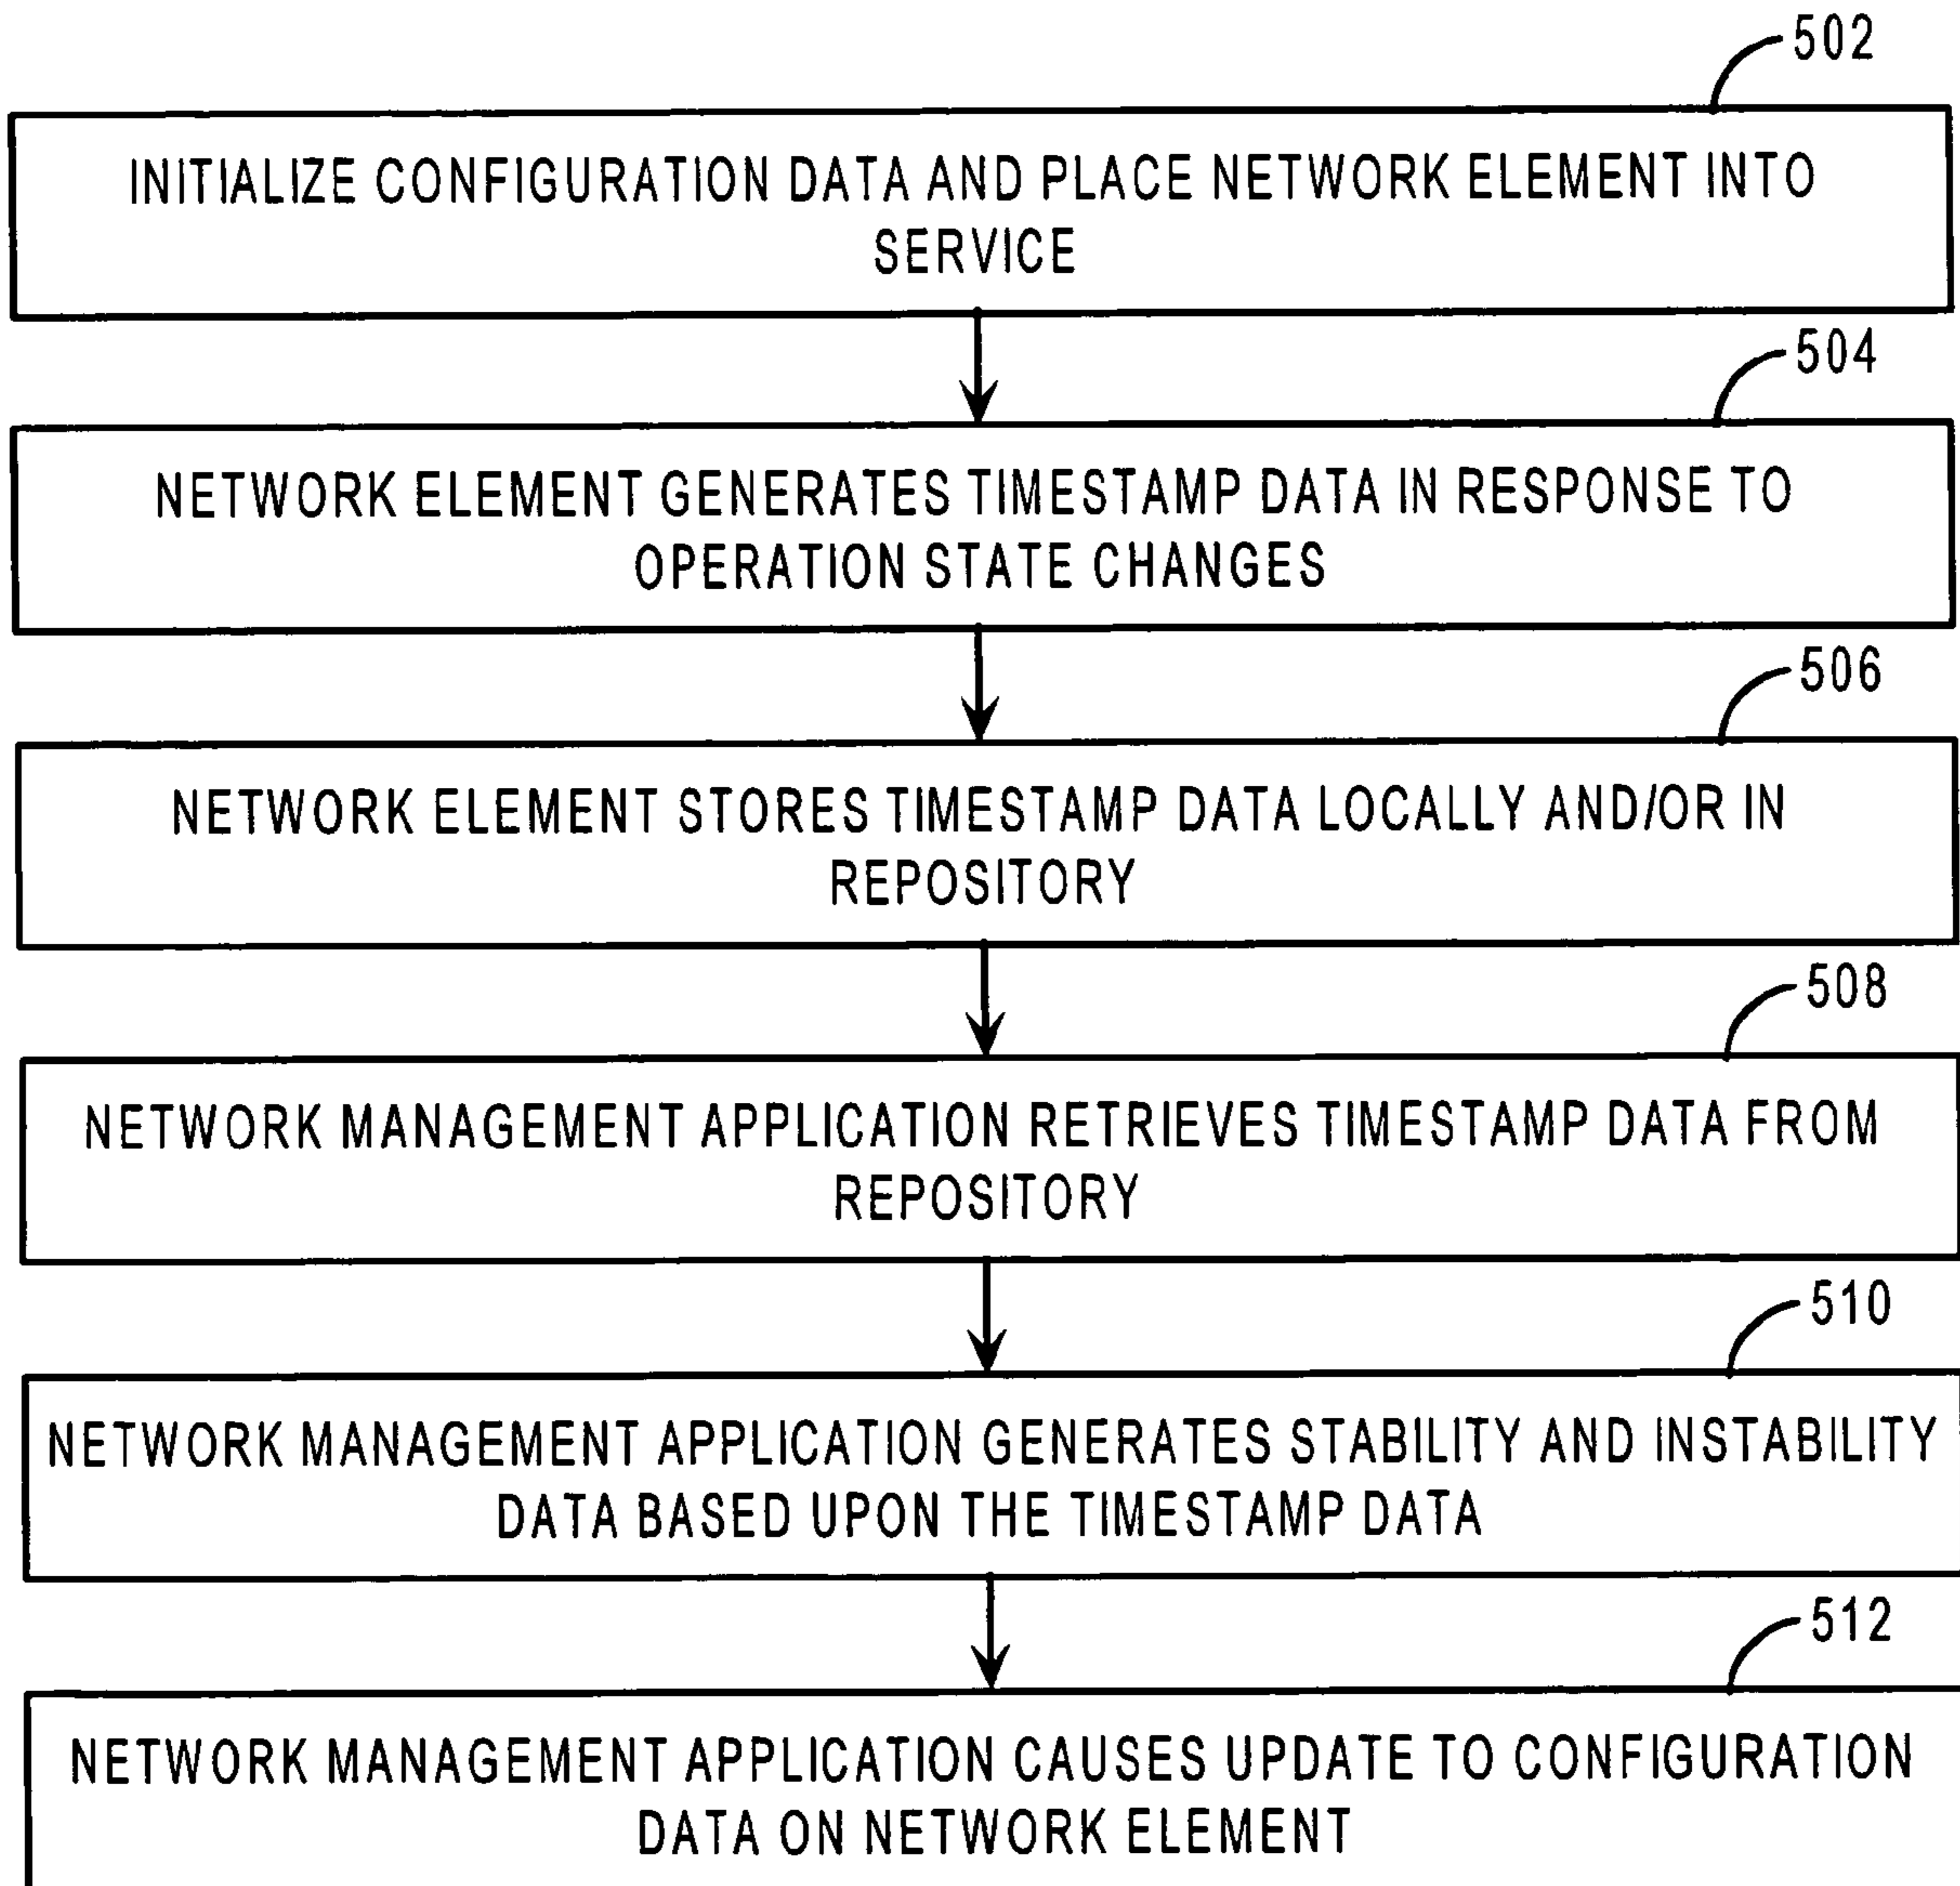 502
INITIALIZE CONFIGURATION DATA AND PLACE NETWORK ELEMENT INTO
SERVICE
504
NETWORK ELEMENT GENERATES TIMESTAMP DATA IN RESPONSE TO
OPERATION STATE CHANGES
506
NETWORK ELEMENT STORES TIMESTAMP DATA LOCALLY AND/OR IN
REPOSITORY
508
NETWORK MANAGEMENT APPLICATION RETRIEVES TIMESTAMP DATA FROM
REPOSITORY
510
NETWORK MANAGEMENT APPLICATION GENERATES STABILITY AND INSTABILITY
DATA BASED UPON THE TIMESTAMP DATA
512
NETWORK MANAGEMENT APPLICATION CAUSES UPDATE TO CONFIGURATION
DATA ON NETWORK ELEMENT